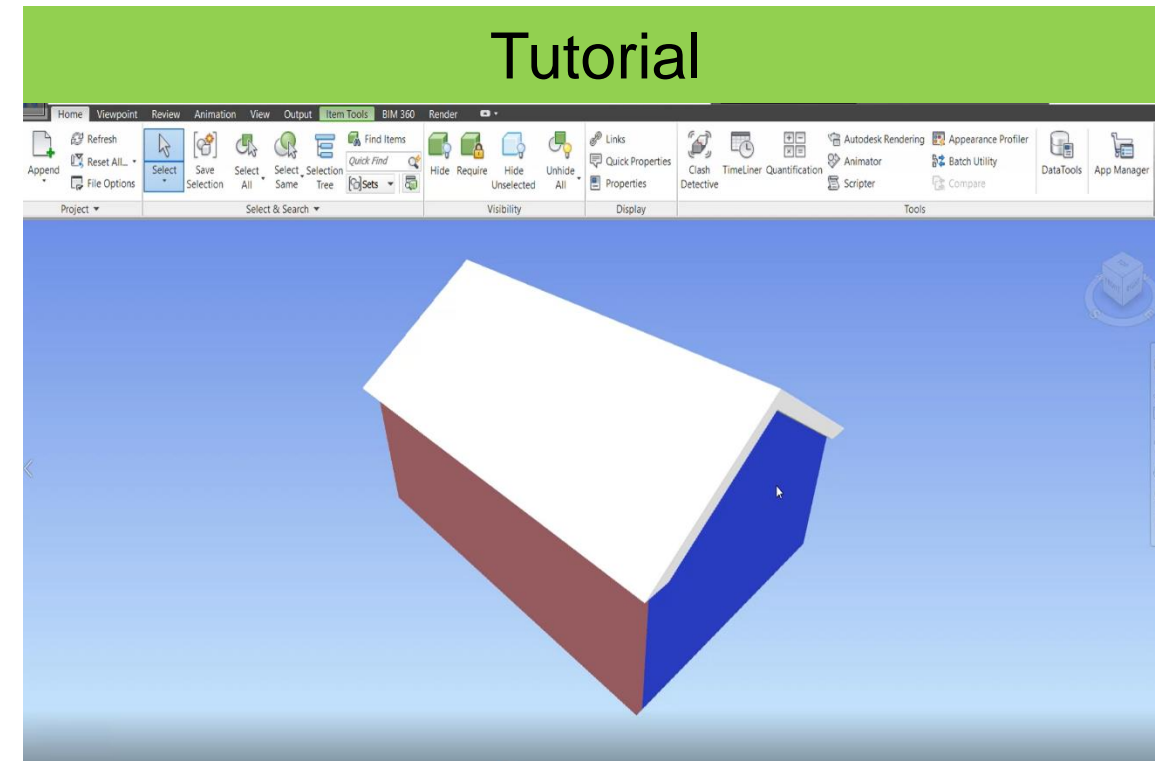 Tutorial
Home Viewpoint Review Animation View Output Item Tools BIM 360 Render
Append
Refresh
Reset All...
File Options
Project
Select
Save Selection
Select All
Select Same
Selection Tree
Find Items
Quick Find
Sets
Select & Search
Hide
Require
Hide Unselected
Unhide All
Visibility
Links
Quick Properties
Properties
Display
Clash Detective
TimeLiner
Quantification
Autodesk Rendering
Animator
Scripter
Appearance Profiler
Batch Utility
Compare
DataTools
App Manager
Tools